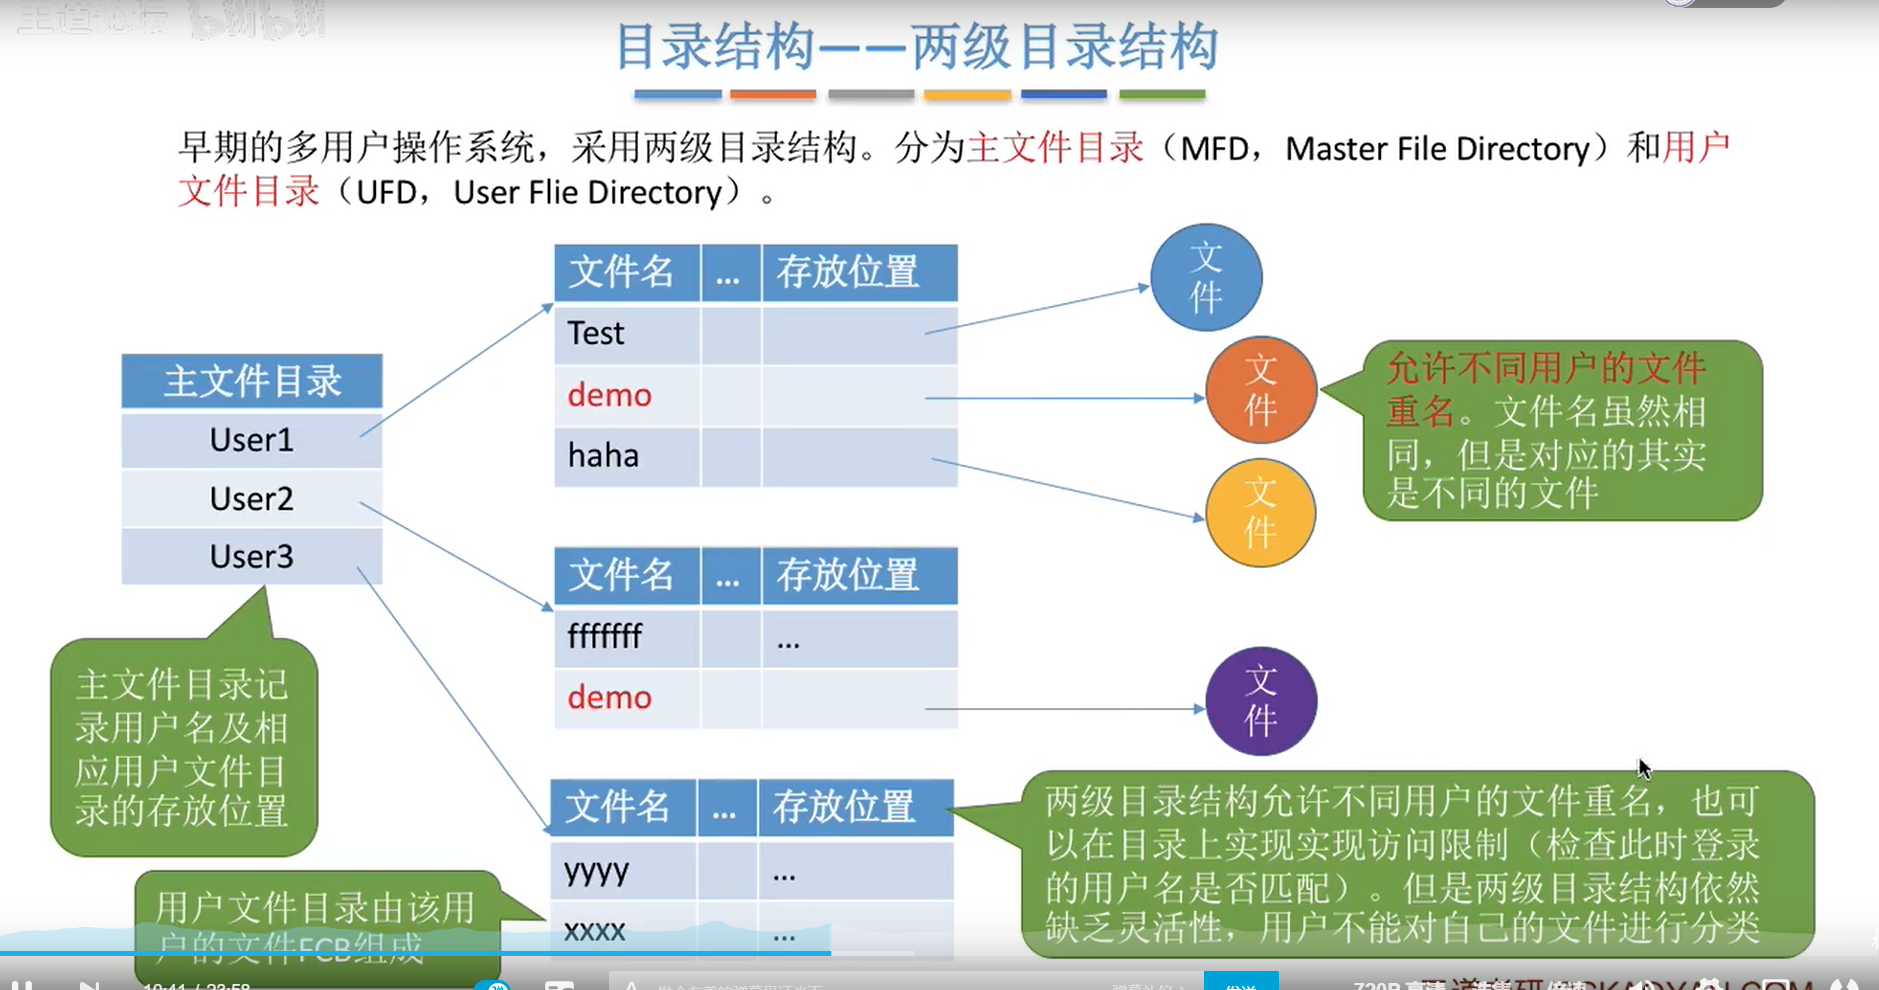 目录结构——两级目录结构
早期的多用户操作系统，采用两级目录结构。分为主文件目录（MFD，Master File Directory）和用户
文件目录（UFD，User Flie Directory）。
主文件目录
User1
User2
User3
文件名 ... 存放位置
Test
demo
haha
文件名 ... 存放位置
fffffff ...
demo
文件名 ... 存放位置
yyyy ...
xxxx ...
文
件
文
件
文
件
文
件
允许不同用户的文件
重名。文件名虽然相
同，但是对应的其实
是不同的文件
主文件目录记
录用户名及相
应用户文件目
录的存放位置
用户文件目录由该用
户的文件FCB组成
两级目录结构允许不同用户的文件重名，也可
以在目录上实现实现访问限制（检查此时登录
的用户名是否匹配）。但是两级目录结构依然
缺乏灵活性，用户不能对自己的文件进行分类
10:41 / 23:58
720P 高清 选集 倍速